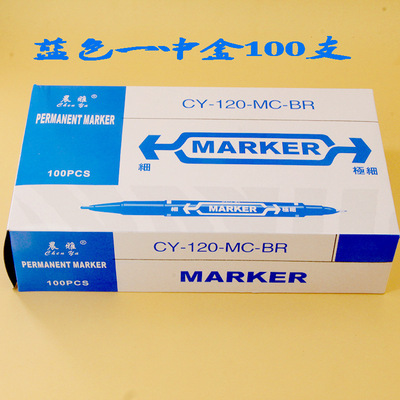 蓝色一中盒100支
晨雅®
Chen Ya
PERMANENT MARKER
100PCS
CY-120-MC-BR
MARKER
細
極細
MARKER
晨雅®
Chen Ya
PERMANENT MARKER
100PCS
CY-120-MC-BR
MARKER